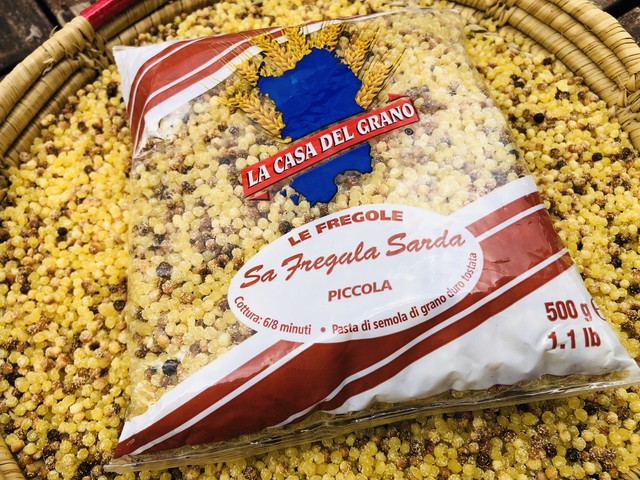 LA CASA DEL GRANO
LE FREGOLE
Sa Fregula Sarda
PICCOLA
Cottura: 6/8 minuti • Pasta di semola di grano duro tostata
500 g e
1.1 lb